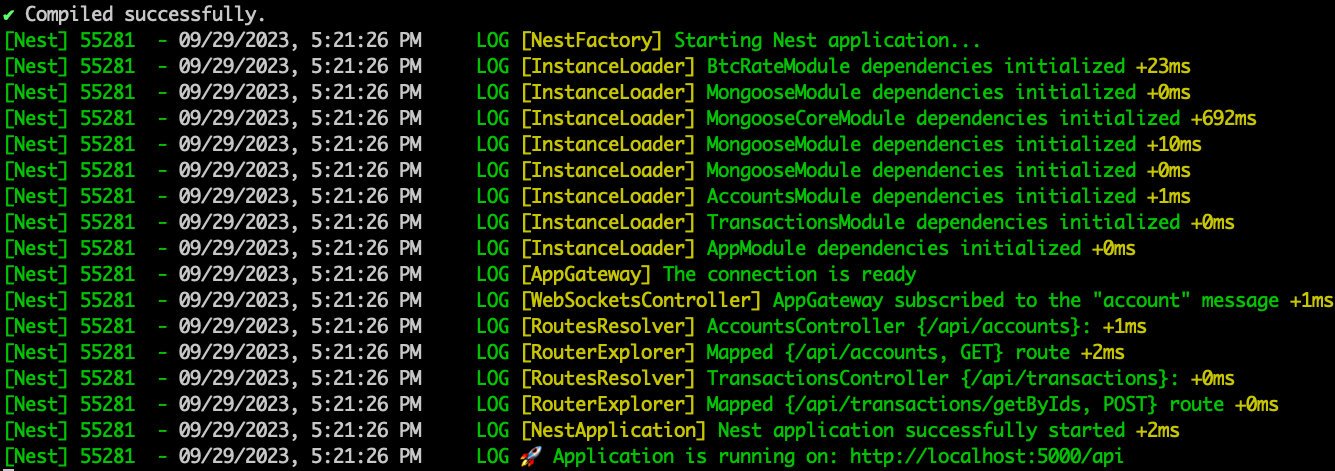 ✔ Compiled successfully.
[Nest] 55281  - 09/29/2023, 5:21:26 PM     LOG [NestFactory] Starting Nest application...
[Nest] 55281  - 09/29/2023, 5:21:26 PM     LOG [InstanceLoader] BtcRateModule dependencies initialized +23ms
[Nest] 55281  - 09/29/2023, 5:21:26 PM     LOG [InstanceLoader] MongooseModule dependencies initialized +0ms
[Nest] 55281  - 09/29/2023, 5:21:26 PM     LOG [InstanceLoader] MongooseCoreModule dependencies initialized +692ms
[Nest] 55281  - 09/29/2023, 5:21:26 PM     LOG [InstanceLoader] MongooseModule dependencies initialized +10ms
[Nest] 55281  - 09/29/2023, 5:21:26 PM     LOG [InstanceLoader] MongooseModule dependencies initialized +0ms
[Nest] 55281  - 09/29/2023, 5:21:26 PM     LOG [InstanceLoader] AccountsModule dependencies initialized +1ms
[Nest] 55281  - 09/29/2023, 5:21:26 PM     LOG [InstanceLoader] TransactionsModule dependencies initialized +0ms
[Nest] 55281  - 09/29/2023, 5:21:26 PM     LOG [InstanceLoader] AppModule dependencies initialized +0ms
[Nest] 55281  - 09/29/2023, 5:21:26 PM     LOG [AppGateway] The connection is ready
[Nest] 55281  - 09/29/2023, 5:21:26 PM     LOG [WebSocketsController] AppGateway subscribed to the "account" message +1ms
[Nest] 55281  - 09/29/2023, 5:21:26 PM     LOG [RoutesResolver] AccountsController {/api/accounts}: +1ms
[Nest] 55281  - 09/29/2023, 5:21:26 PM     LOG [RouterExplorer] Mapped {/api/accounts, GET} route +2ms
[Nest] 55281  - 09/29/2023, 5:21:26 PM     LOG [RoutesResolver] TransactionsController {/api/transactions}: +0ms
[Nest] 55281  - 09/29/2023, 5:21:26 PM     LOG [RouterExplorer] Mapped {/api/transactions/getByIds, POST} route +0ms
[Nest] 55281  - 09/29/2023, 5:21:26 PM     LOG [NestApplication] Nest application successfully started +2ms
[Nest] 55281  - 09/29/2023, 5:21:26 PM     LOG 🚀 Application is running on: http://localhost:5000/api